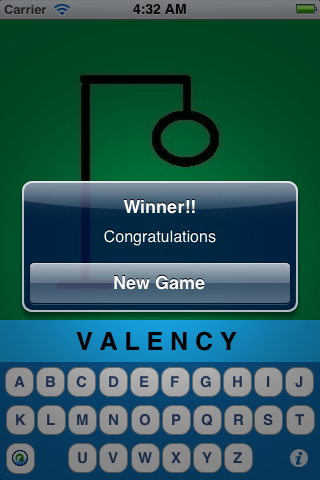 Carrier 4:32 AM
Winner!!
Congratulations
New Game
VALENCY
A B C D E F G H I J
K L M N O P Q R S T
U V W X Y Z i